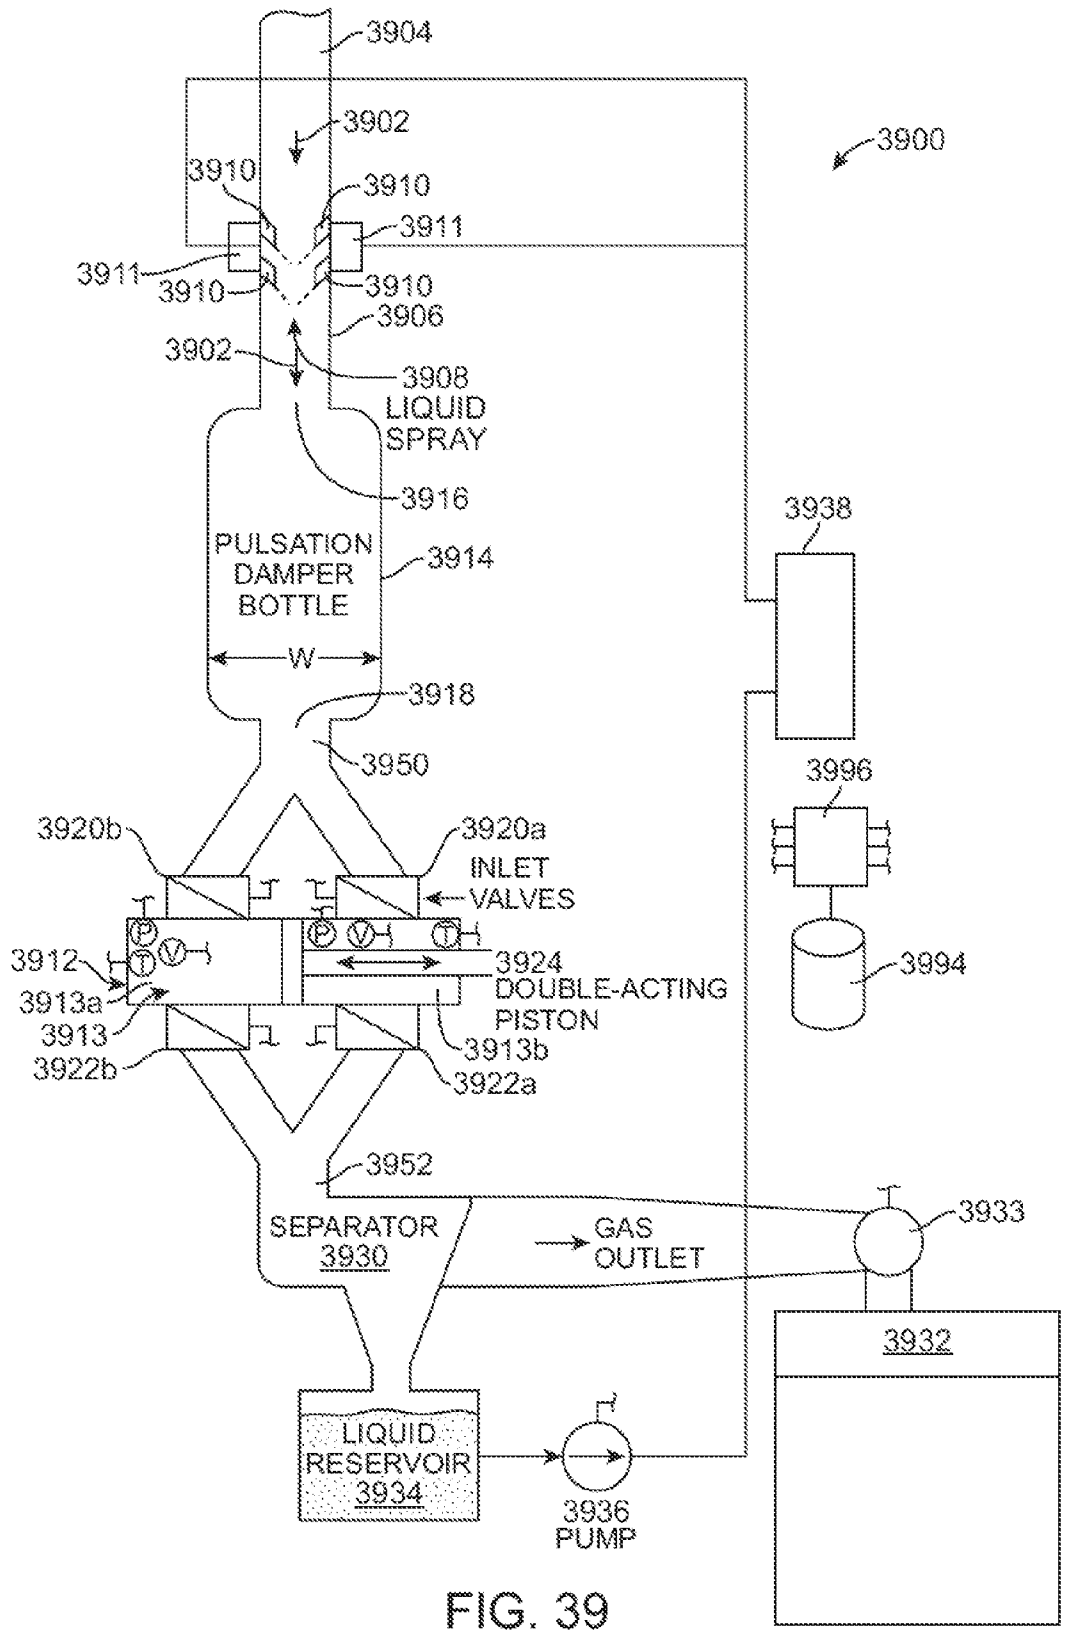 3904
3902
3900
3910
3910
3911
3911
3910
3910
3906
3902
3908
LIQUID
SPRAY
3916
3938
PULSATION
DAMPER
BOTTLE
3914
W
3918
3950
3996
3920b
3920a
INLET
VALVES
P
P
V
T
V
T
3912
3924
DOUBLE-ACTING
PISTON
3994
3913a
3913
3913b
3922b
3922a
3952
SEPARATOR
3930
GAS
OUTLET
3933
3932
LIQUID
RESERVOIR
3934
3936
PUMP
FIG. 39